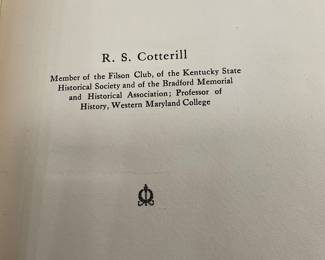 R. S. Cotterill
Member of the Filson Club, of the Kentucky State
Historical Society and of the Bradford Memorial
and Historical Association; Professor of
History, Western Maryland College